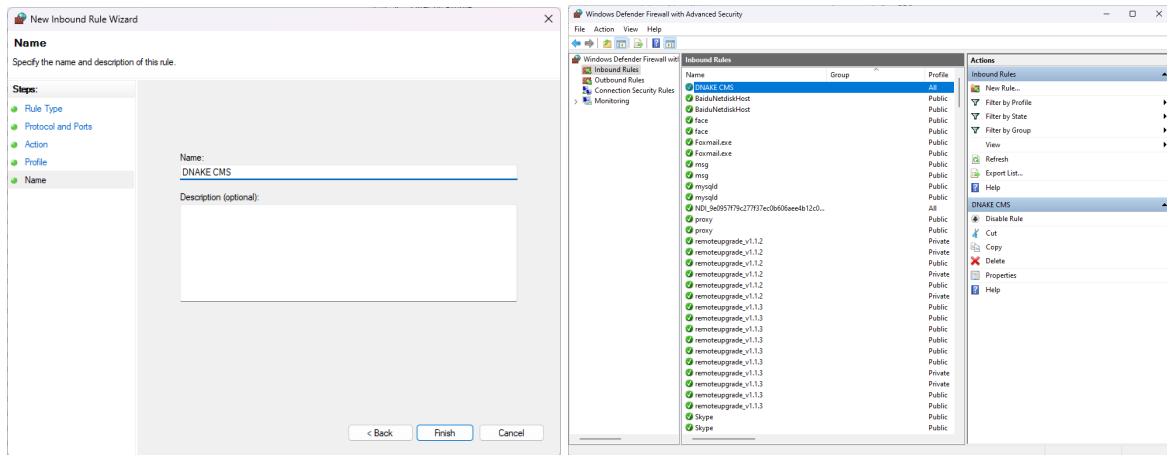 New Inbound Rule Wizard
Name
Specify the name and description of this rule.
Steps:
Rule Type
Protocol and Ports
Action
Profile
Name
Name:
DNAKE CMS
Description (optional):
< Back
Finish
Cancel
Windows Defender Firewall with Advanced Security
File Action View Help
Windows Defender Firewall with
Inbound Rules
Outbound Rules
Connection Security Rules
Monitoring
Inbound Rules
Name Group Profile
DNAKE CMS All
BaiduNetdiskHost Public
BaiduNetdiskHost Public
face Public
face Public
Foxmail.exe Public
Foxmail.exe Public
msg Public
msg Public
mysqld Public
mysqld Public
NDI_9e0957f79c277f37ec0b606aee4b12c0... All
proxy Public
proxy Public
remoteupgrade_v1.1.2 Private
remoteupgrade_v1.1.2 Private
remoteupgrade_v1.1.2 Public
remoteupgrade_v1.1.2 Private
remoteupgrade_v1.1.2 Public
remoteupgrade_v1.1.2 Private
remoteupgrade_v1.1.3 Public
remoteupgrade_v1.1.3 Public
remoteupgrade_v1.1.3 Public
remoteupgrade_v1.1.3 Public
remoteupgrade_v1.1.3 Public
remoteupgrade_v1.1.3 Public
remoteupgrade_v1.1.3 Private
remoteupgrade_v1.1.3 Private
remoteupgrade_v1.1.3 Public
remoteupgrade_v1.1.3 Public
Skype Public
Skype Public
Actions
Inbound Rules
New Rule...
Filter by Profile
Filter by State
Filter by Group
View
Refresh
Export List...
Help
DNAKE CMS
Disable Rule
Cut
Copy
Delete
Properties
Help